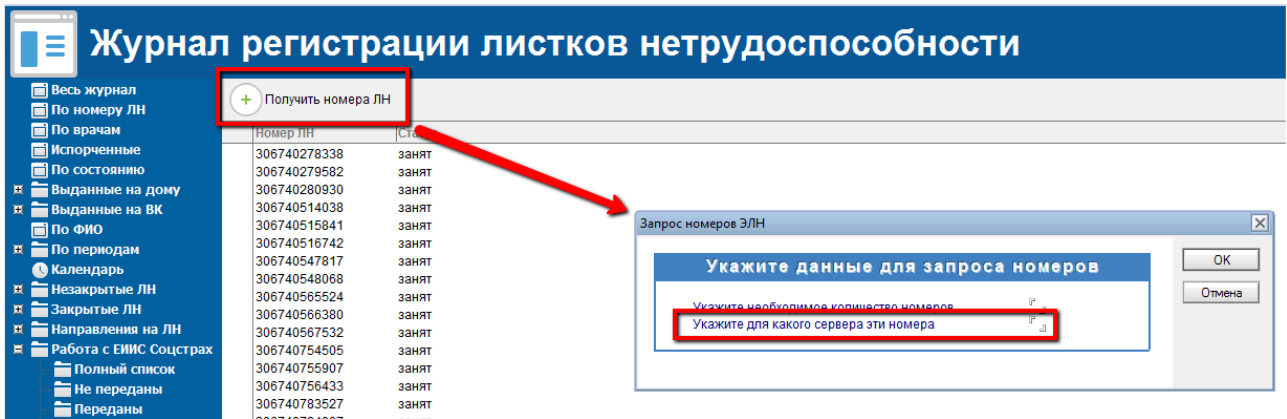 Журнал регистрации листков нетрудоспособности
Весь журнал
По номеру ЛН
По врачам
Испорченные
По состоянию
Выданные на дому
Выданные на ВК
По ФИО
По периодам
Календарь
Незакрытые ЛН
Закрытые ЛН
Направления на ЛН
Работа с ЕИИС Соцстрах
Полный список
Не переданы
Переданы
Получить номера ЛН
Номер ЛН
306740278338 занят
306740279582 занят
306740280930 занят
306740514038 занят
306740515841 занят
306740516742 занят
306740547817 занят
306740548068 занят
306740565524 занят
306740566380 занят
306740567532 занят
306740754505 занят
306740755907 занят
306740756433 занят
306740783527 занят
Запрос номеров ЭЛН
Укажите данные для запроса номеров
Укажите необходимое количество номеров
Укажите для какого сервера эти номера
OK
Отмена